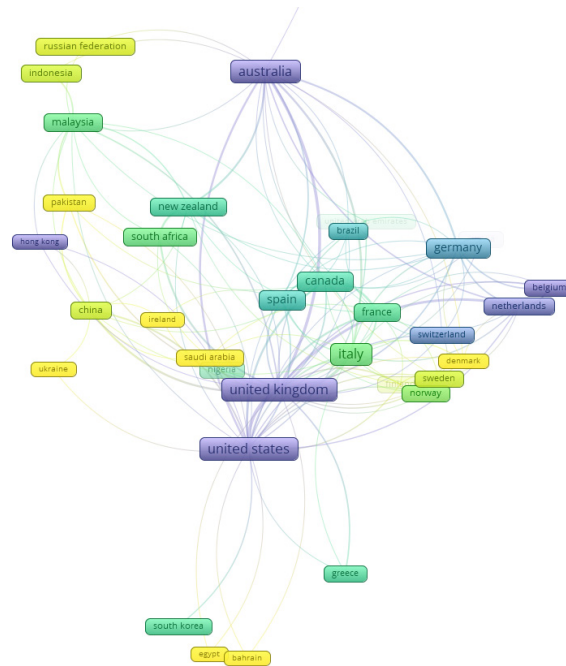 russian federation
indonesia
australia
malaysia
pakistan
new zealand
brazil
south africa
hong kong
germany
canada
belgium
spain
netherlands
china
france
ireland
switzerland
italy
saudi arabia
denmark
ukraine
nigeria
sweden
united kingdom
norway
united states
greece
south korea
egypt
bahrain